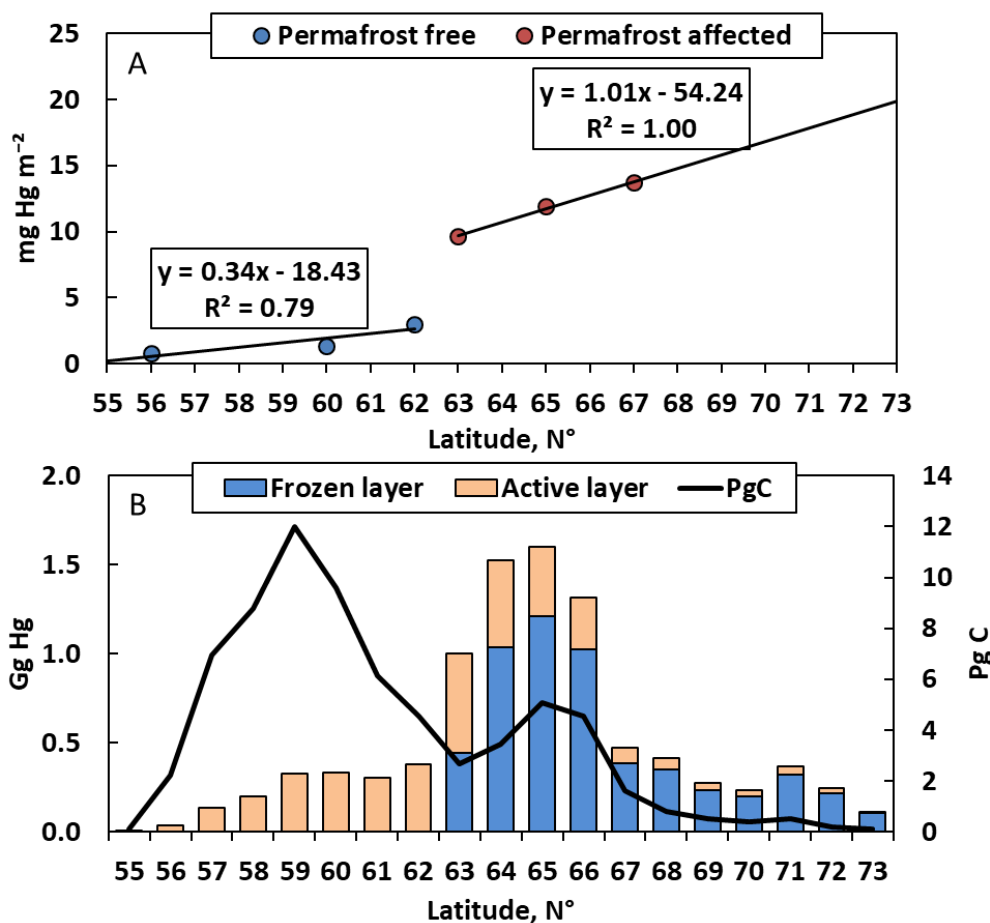 Permafrost free Permafrost affected
A
25
20
15
10
5
0
mg Hg m⁻²
y = 1.01x - 54.24
R² = 1.00
y = 0.34x - 18.43
R² = 0.79
55 56 57 58 59 60 61 62 63 64 65 66 67 68 69 70 71 72 73
Latitude, N°
Frozen layer Active layer PgC
B
2.0
1.5
1.0
0.5
0.0
Gg Hg
14
12
10
8
6
4
2
0
Pg C
55 56 57 58 59 60 61 62 63 64 65 66 67 68 69 70 71 72 73
Latitude, N°